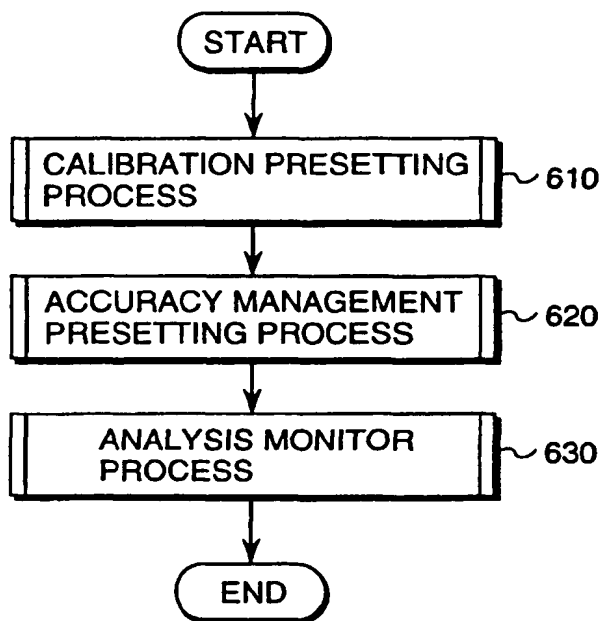 START
CALIBRATION PRESETTING
PROCESS
610
ACCURACY MANAGEMENT
PRESETTING PROCESS
620
ANALYSIS MONITOR
PROCESS
630
END